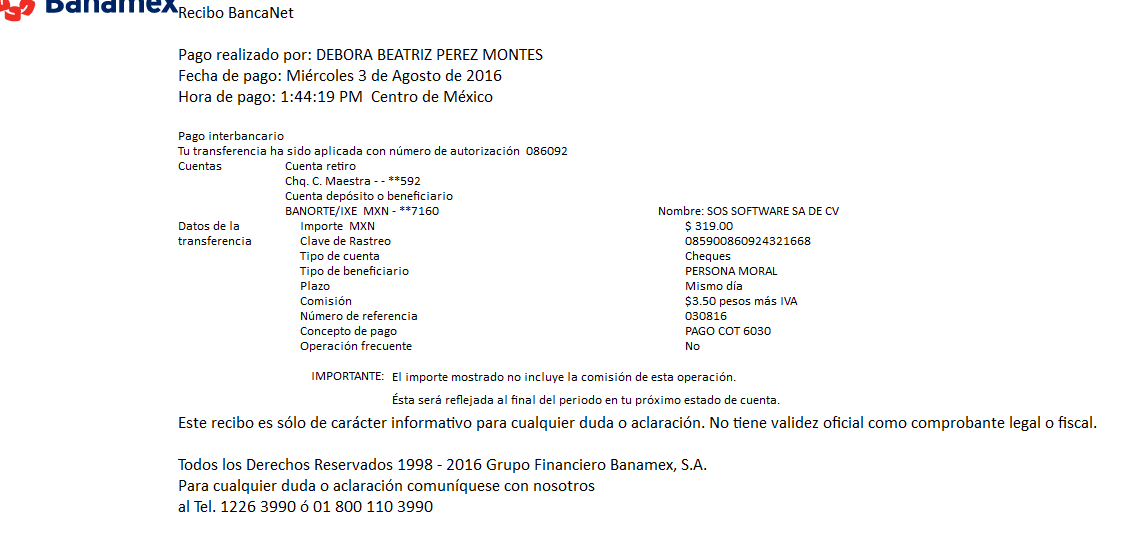 Banamex
Recibo BancaNet
Pago realizado por: DEBORA BEATRIZ PEREZ MONTES
Fecha de pago: Miércoles 3 de Agosto de 2016
Hora de pago: 1:44:19 PM Centro de México
Pago interbancario
Tu transferencia ha sido aplicada con número de autorización 086092
Cuentas Cuenta retiro
Chq. C. Maestra - - **592
Cuenta depósito o beneficiario
BANORTE/IXE MXN - **7160 Nombre: SOS SOFTWARE SA DE CV
Datos de la Importe MXN $ 319.00
transferencia Clave de Rastreo 085900860924321668
Tipo de cuenta Cheques
Tipo de beneficiario PERSONA MORAL
Plazo Mismo día
Comisión $3.50 pesos más IVA
Número de referencia 030816
Concepto de pago PAGO COT 6030
Operación frecuente No
IMPORTANTE: El importe mostrado no incluye la comisión de esta operación.
Ésta será reflejada al final del periodo en tu próximo estado de cuenta.
Este recibo es sólo de carácter informativo para cualquier duda o aclaración. No tiene validez oficial como comprobante legal o fiscal.
Todos los Derechos Reservados 1998 - 2016 Grupo Financiero Banamex, S.A.
Para cualquier duda o aclaración comuníquese con nosotros
al Tel. 1226 3990 ó 01 800 110 3990